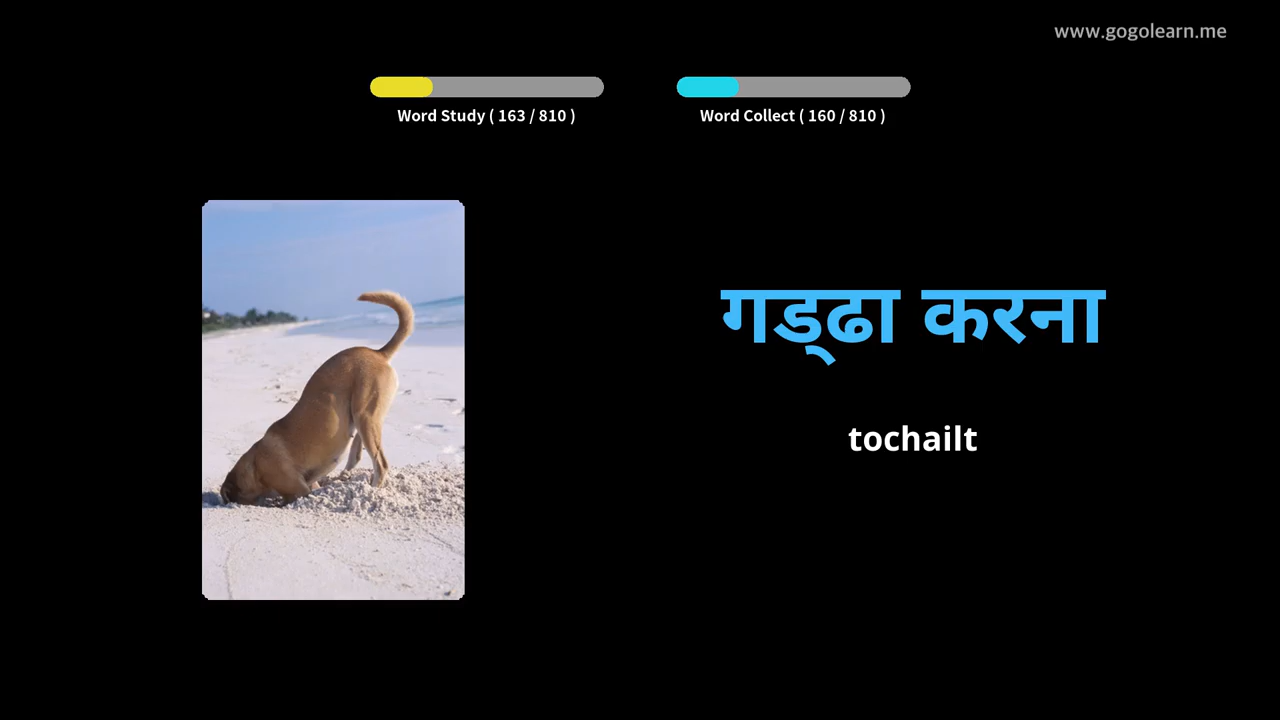 www.gogolearn.me
Word Study ( 163 / 810 )
Word Collect ( 160 / 810 )
गड्ढा करना
tochailt